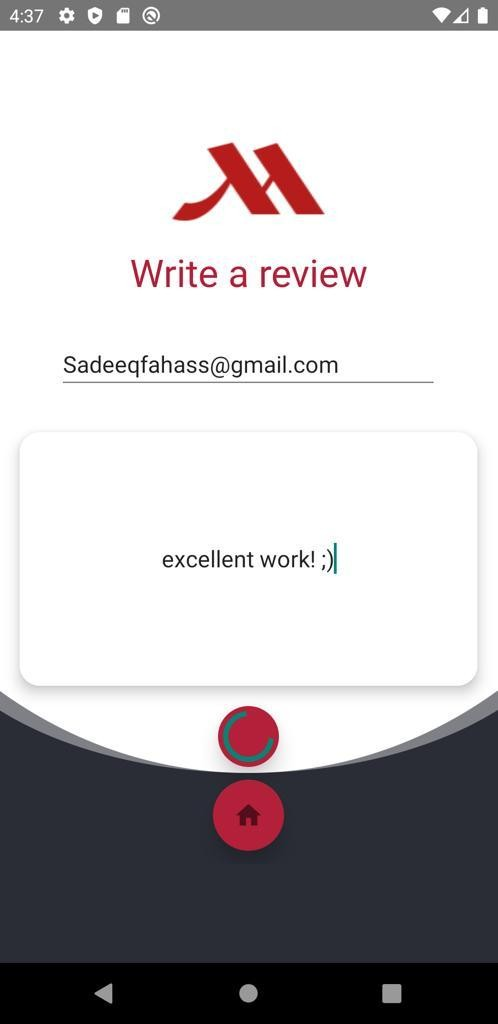 4:37
Write a review
Sadeeqfahass@gmail.com
excellent work! ;)